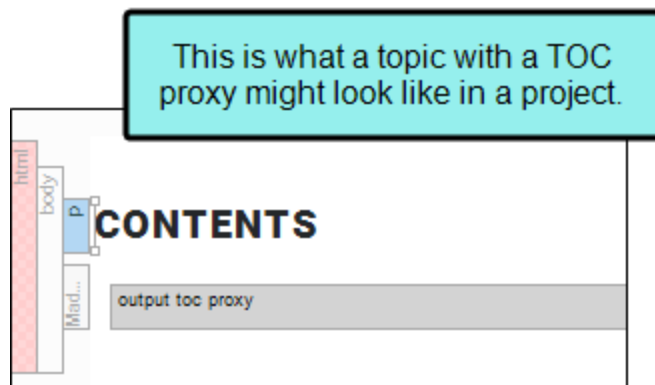 This is what a topic with a TOC
proxy might look like in a project.
html
body
p
CONTENTS
Mad...
output toc proxy